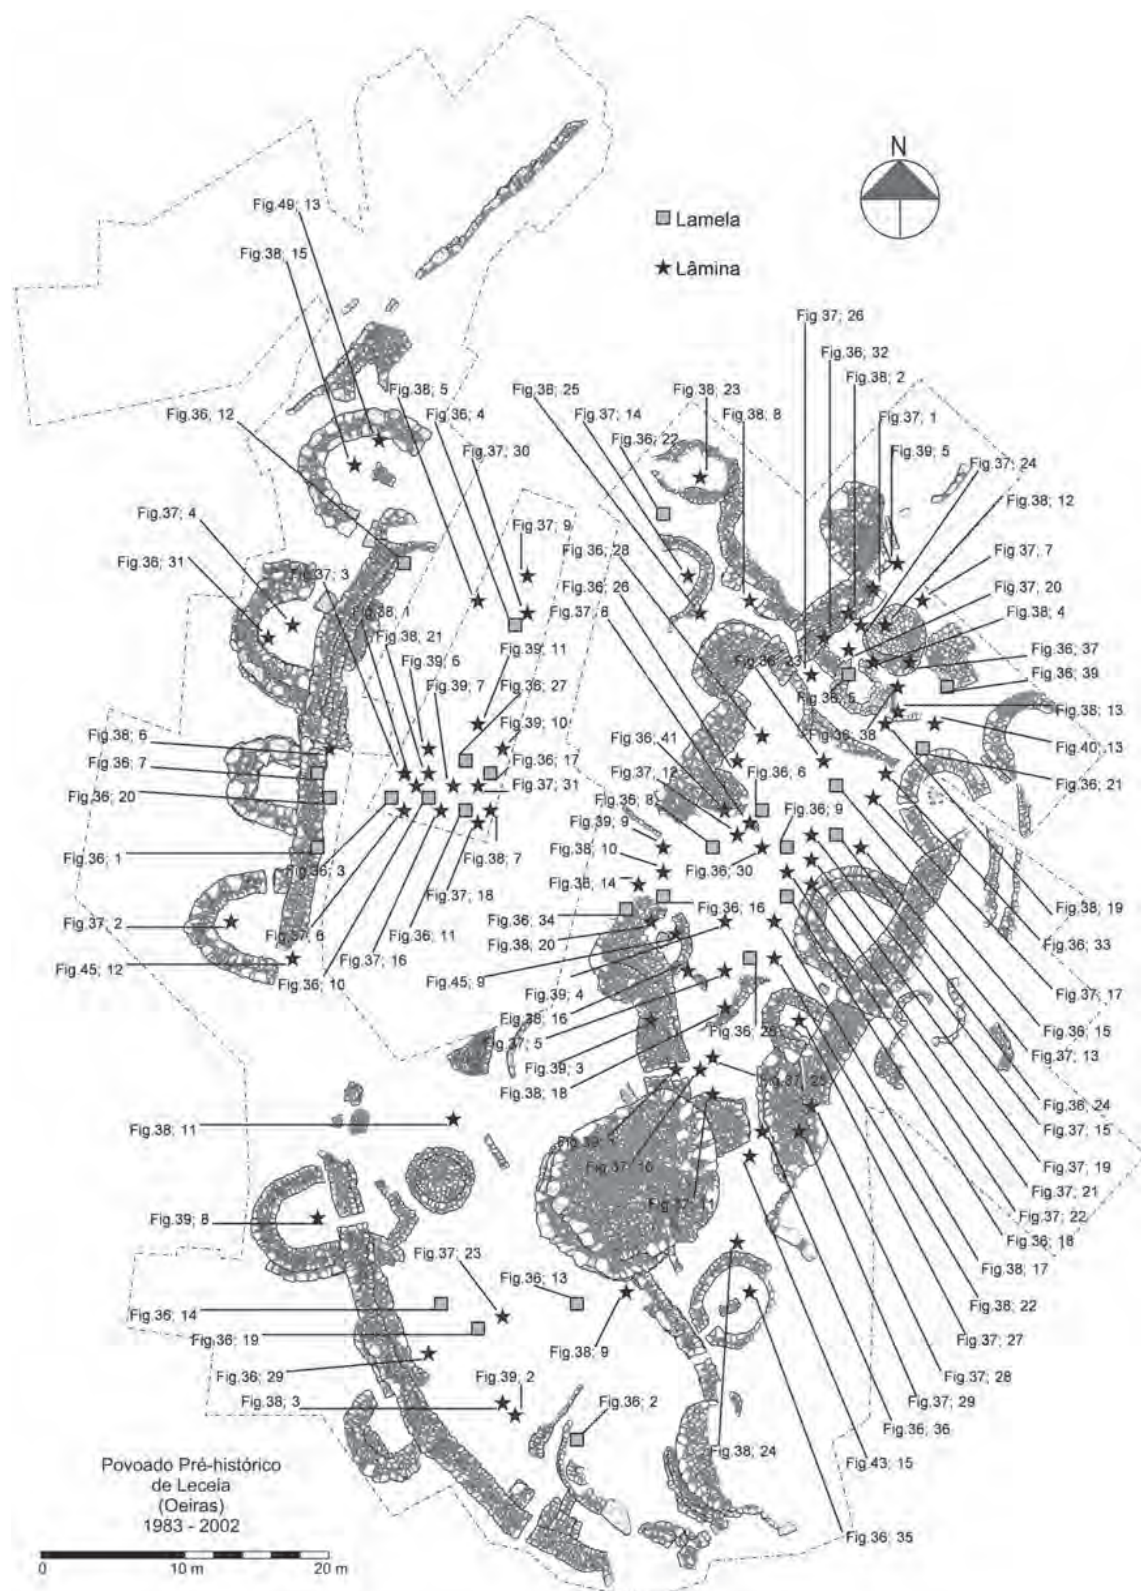 N
Lamela
Lâmina
Fig.49; 13
Fig.38; 15
Fig.36; 12
Fig.38; 5
Fig.36; 4
Fig.37; 30
Fig.37; 9
Fig.37; 4
Fig.38; 31
Fig.37; 3
Fig.38; 1
Fig.38; 21
Fig.39; 6
Fig.39; 7
Fig.39; 11
Fig.36; 27
Fig.39; 10
Fig.36; 17
Fig.37; 31
Fig.38; 6
Fig.36; 7
Fig.36; 20
Fig.36; 1
Fig.36; 3
Fig.38; 7
Fig.37; 18
Fig.36; 11
Fig.37; 16
Fig.36; 10
Fig.37; 6
Fig.37; 2
Fig.45; 12
Fig.38; 25
Fig.37; 14
Fig.36; 22
Fig.38; 23
Fig.38; 8
Fig.37; 26
Fig.36; 32
Fig.38; 2
Fig.37; 1
Fig.39; 5
Fig.37; 24
Fig.38; 12
Fig.37; 7
Fig.37; 20
Fig.38; 4
Fig.36; 37
Fig.36; 39
Fig.38; 13
Fig.40; 13
Fig.36; 21
Fig.36; 28
Fig.36; 26
Fig.37; 8
Fig.36; 23
Fig.36; 5
Fig.36; 38
Fig.36; 41
Fig.37; 12
Fig.36; 6
Fig.36; 8
Fig.36; 9
Fig.39; 9
Fig.38; 10
Fig.36; 30
Fig.38; 14
Fig.36; 16
Fig.36; 34
Fig.38; 20
Fig.45; 9
Fig.39; 4
Fig.38; 16
Fig.37; 5
Fig.36; 25
Fig.39; 3
Fig.38; 18
Fig.37; 25
Fig.39; 1
Fig.37; 10
Fig.37; 11
Fig.38; 19
Fig.36; 33
Fig.37; 17
Fig.36; 15
Fig.37; 13
Fig.36; 24
Fig.37; 15
Fig.37; 19
Fig.37; 21
Fig.37; 22
Fig.36; 18
Fig.38; 17
Fig.38; 22
Fig.37; 27
Fig.37; 28
Fig.37; 29
Fig.36; 36
Fig.43; 15
Fig.36; 35
Fig.38; 24
Fig.38; 11
Fig.39; 8
Fig.37; 23
Fig.36; 13
Fig.36; 14
Fig.36; 19
Fig.36; 29
Fig.38; 9
Fig.39; 2
Fig.38; 3
Fig.36; 2
Povoado Pré-histórico
de Leceia
(Oeiras)
1983 - 2002
0 10 m 20 m